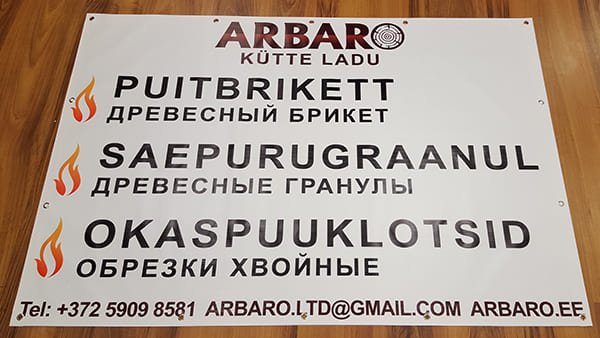 ARBARO
KÜTTE LADU
PUITBRIKETT
ДРЕВЕСНЫЙ БРИКЕТ
SAEPURUGRAANUL
ДРЕВЕСНЫЕ ГРАНУЛЫ
OKASPUUKLOTSID
ОБРЕЗКИ ХВОЙНЫЕ
Tel: +372 5909 8581 ARBARO.LTD@GMAIL.COM ARBARO.EE